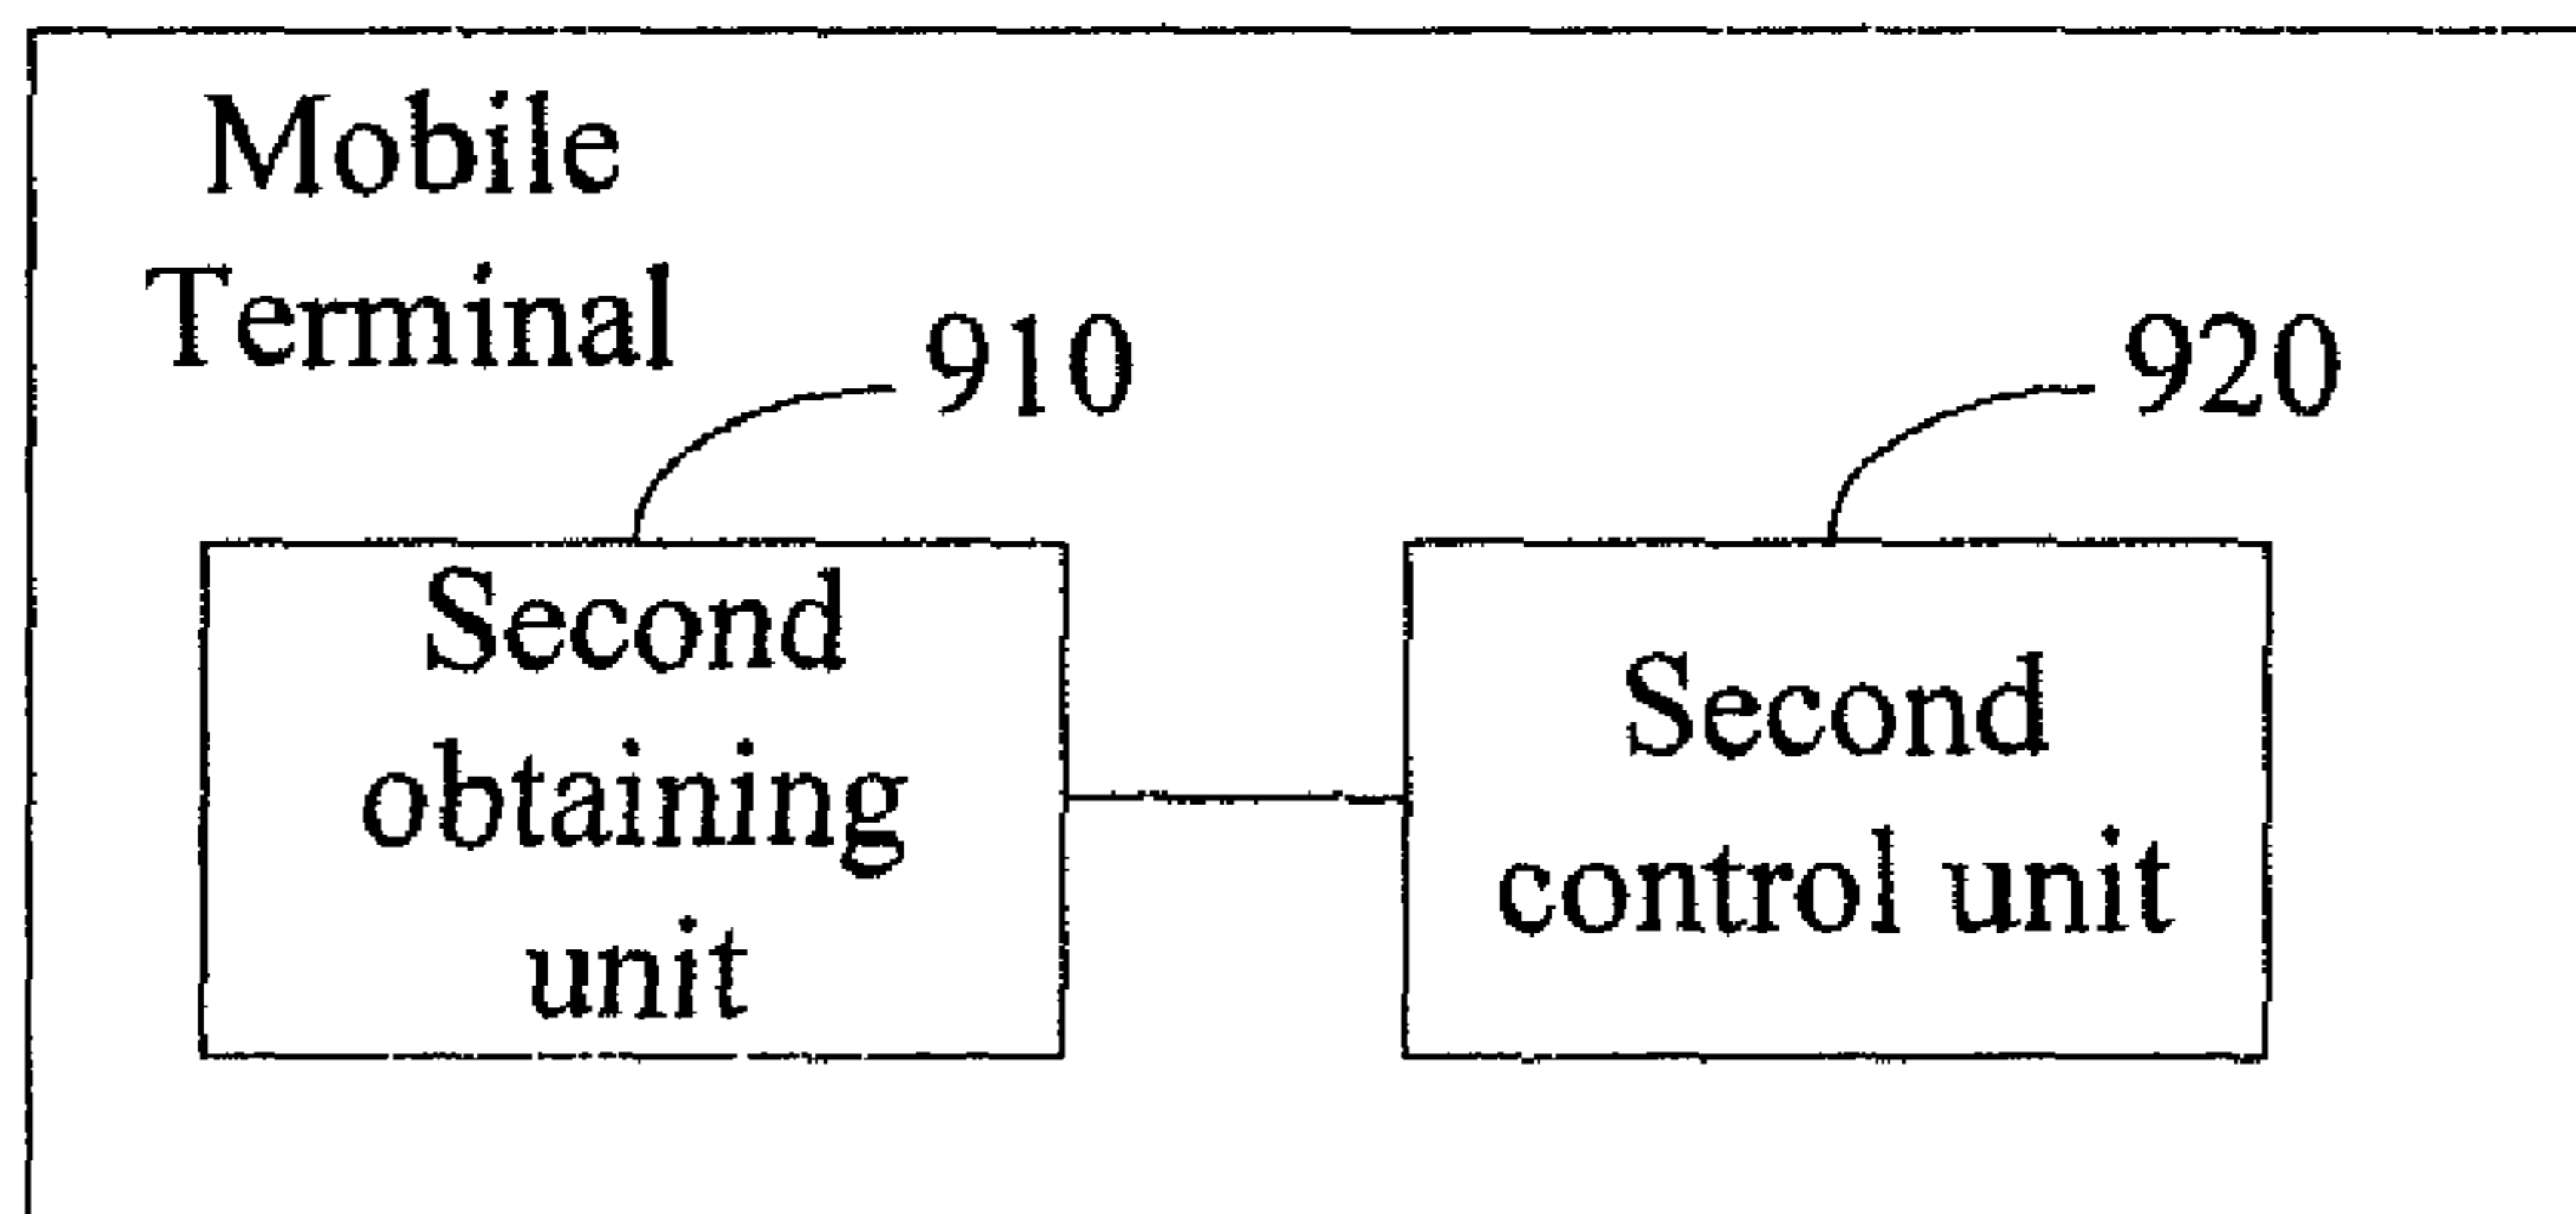 Mobile
Terminal
910
920
Second
obtaining
unit
Second
control unit